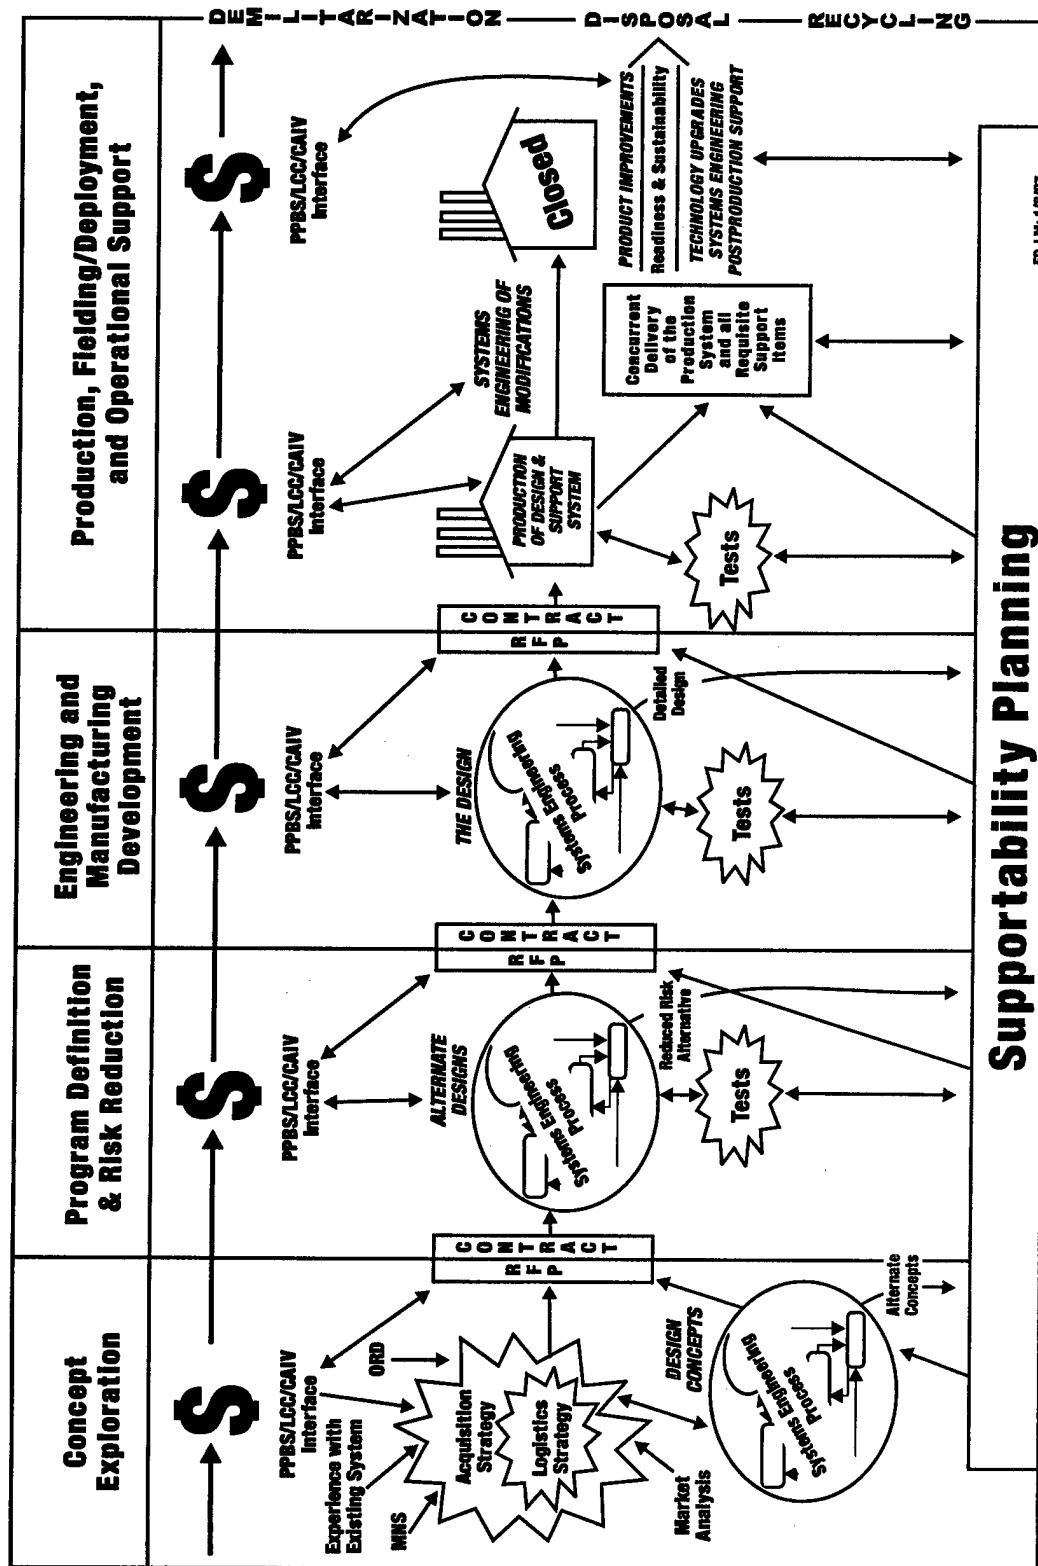 Concept
Exploration
Program Definition
& Risk Reduction
Engineering and
Manufacturing
Development
Production, Fielding/Deployment,
and Operational Support
$
$
$
$
$
PPBS/LCC/CAIV
Interface
Experience with
Existing System
MNS
ORD
Acquisition
Strategy
Logistics
Strategy
Market
Analysis
DESIGN
CONCEPTS
Systems Engineering
Process
Alternate
Concepts
RFP
CONTRACT
PPBS/LCC/CAIV
Interface
ALTERNATE
DESIGNS
Systems Engineering
Process
Reduced Risk
Alternative
Tests
RFP
CONTRACT
PPBS/LCC/CAIV
Interface
THE DESIGN
Systems Engineering
Process
Detailed
Design
Tests
RFP
CONTRACT
PPBS/LCC/CAIV
Interface
SYSTEMS
ENGINEERING OF
MODIFICATIONS
PRODUCTION
OF DESIGN &
SUPPORT
SYSTEM
Tests
PPBS/LCC/CAIV
Interface
Closed
Concurrent
Delivery
of the
Production
System
and all
Requisite
Support
Items
PRODUCT IMPROVEMENTS
Readiness & Sustainability
TECHNOLOGY UPGRADES
SYSTEMS ENGINEERING
POSTPRODUCTION SUPPORT
DEMILITARIZATION
DISPOSAL
RECYCLING
Supportability Planning